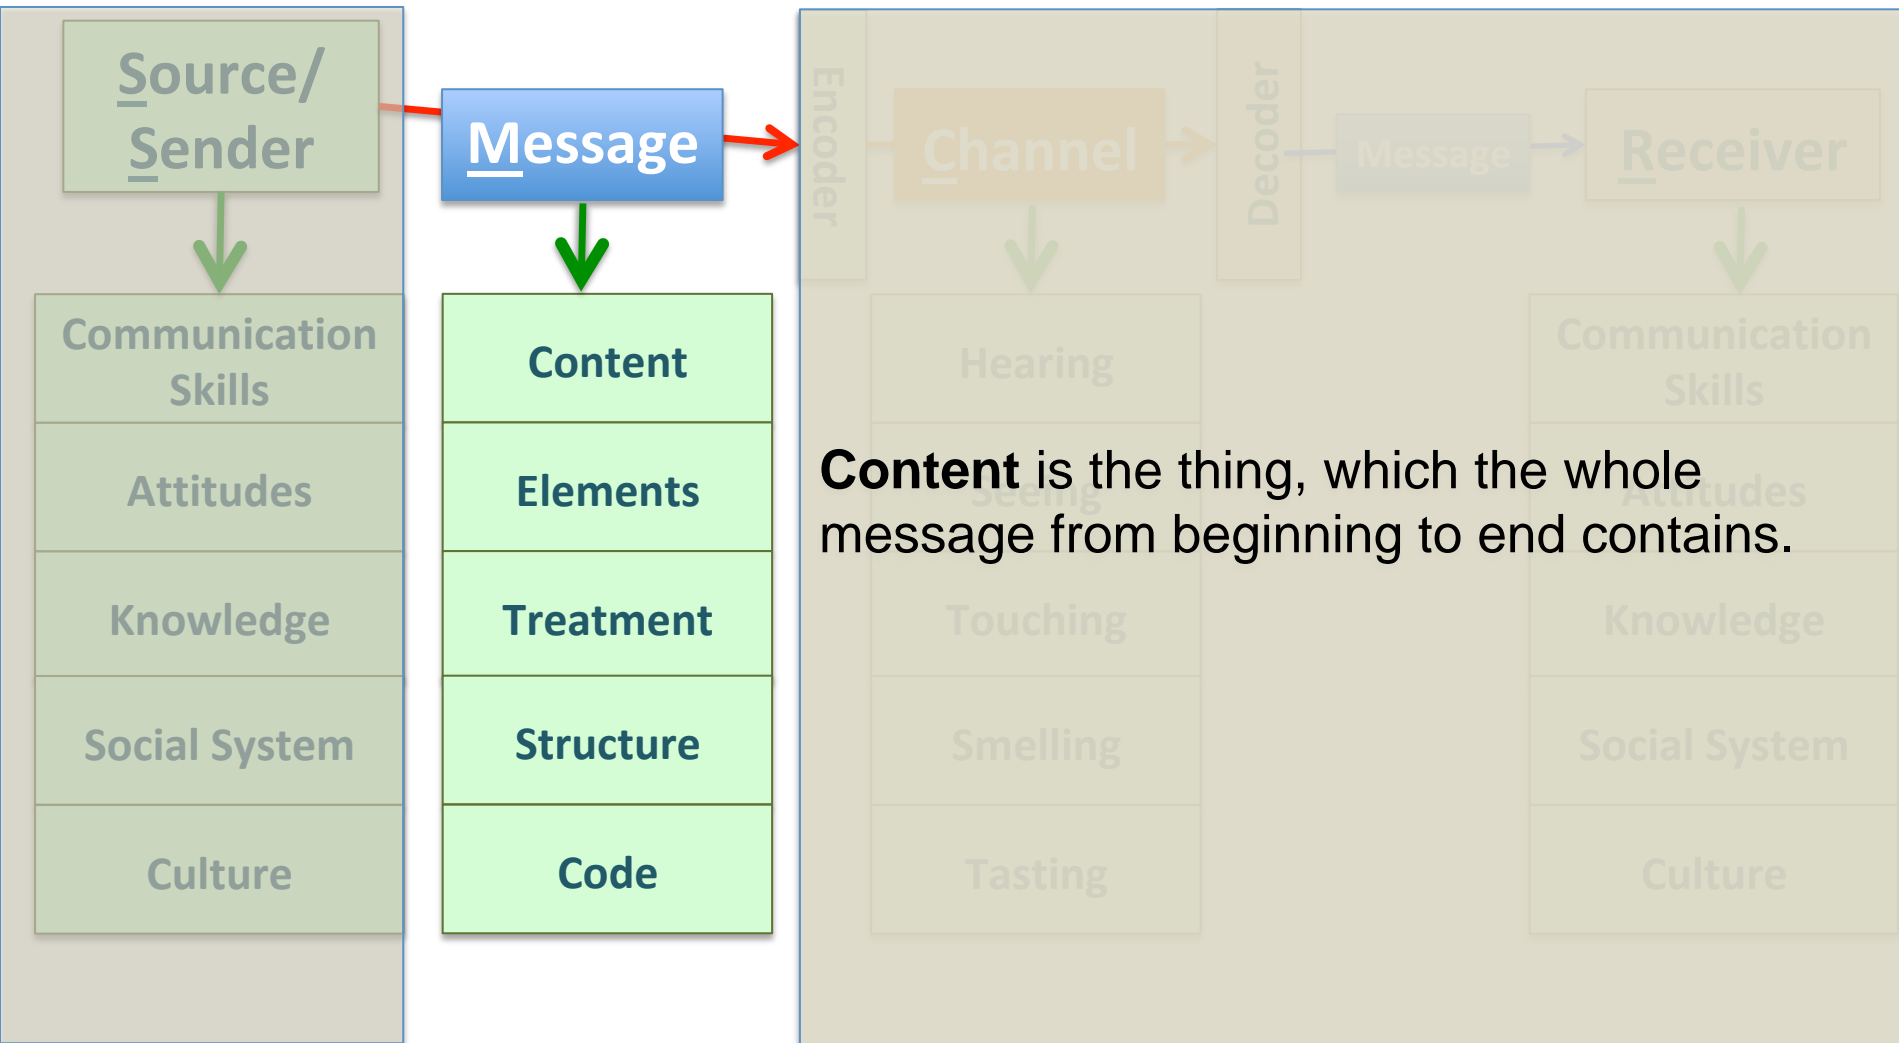 Source/
Sender
Message
Encoder
Channel
Decoder
Message
Receiver
Communication
Skills
Attitudes
Knowledge
Social System
Culture
Content
Elements
Treatment
Structure
Code
Hearing
Seeing
Touching
Smelling
Tasting
Communication
Skills
Attitudes
Knowledge
Social System
Culture
Content is the thing, which the whole
message from beginning to end contains.